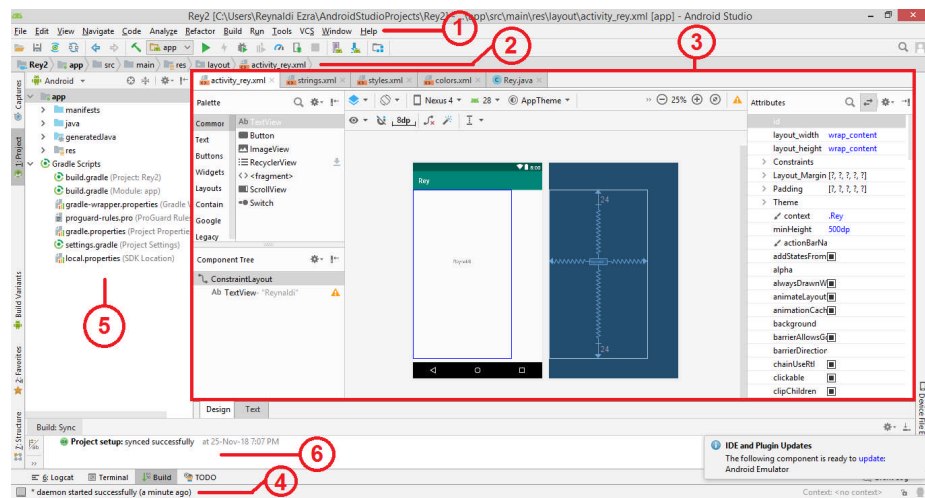 Rey2 [C:\Users\Reynaldi Ezra\AndroidStudioProjects\Rey2] - ...\app\src\main\res\layout\activity_rey.xml [app] - Android Studio
File Edit View Navigate Code Analyze Refactor Build Run Tools VCS Window Help
1
app
2
3
Rey2 app src main res layout activity_rey.xml
Android
activity_rey.xml strings.xml styles.xml colors.xml Rey.java
Captures
1: Project
Build Variants
2: Favorites
Z: Structure
app
manifests
java
generatedJava
res
Gradle Scripts
build.gradle (Project: Rey2)
build.gradle (Module: app)
gradle-wrapper.properties (Gradle
proguard-rules.pro (ProGuard Rules
gradle.properties (Project Propertie
settings.gradle (Project Settings)
local.properties (SDK Location)
5
Palette
Common
Text
Buttons
Widgets
Layouts
Contain
Google
Legacy
Ab TextView
Button
ImageView
RecyclerView
<> <fragment>
ScrollView
Switch
Component Tree
ConstraintLayout
Ab TextView- "Reynaldi"
Nexus 4 28 AppTheme » 25%
8dp
8:00
Rey
Reynaldi
24
24
Attributes
id
layout_width wrap_content
layout_height wrap_content
Constraints
Layout_Margin [?, ?, ?, ?, ?]
Padding [?, ?, ?, ?, ?]
Theme
context .Rey
minHeight 500dp
actionBarNa
addStatesFrom
alpha
alwaysDrawnW
animateLayout
animationCach
background
barrierAllowsG
barrierDirection
chainUseRtl
clickable
clipChildren
Device File E
Design Text
Build: Sync
Project setup: synced successfully at 25-Nov-18 7:07 PM
6
IDE and Plugin Updates
The following component is ready to update:
Android Emulator
6: Logcat Terminal Build TODO
4
* daemon started successfully (a minute ago)
Context: <no context>